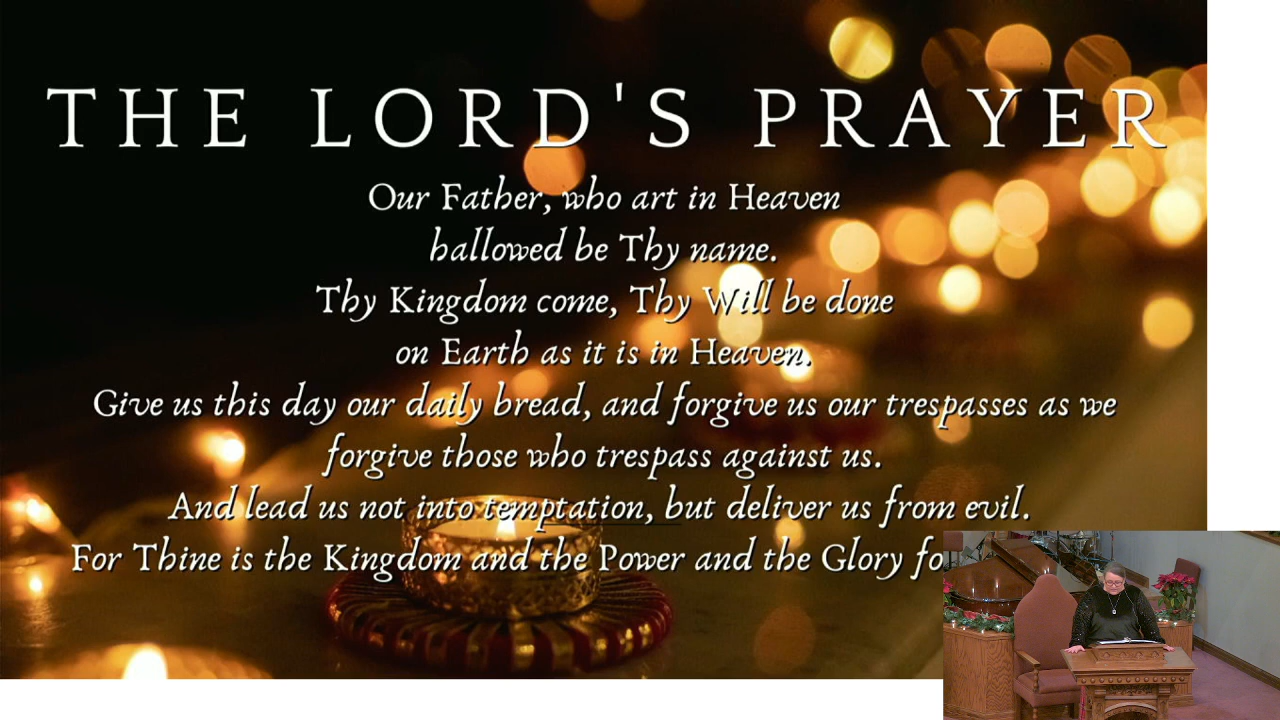 THE LORD'S PRAYER
Our Father, who art in Heaven
hallowed be Thy name.
Thy Kingdom come, Thy Will be done
on Earth as it is in Heaven.
Give us this day our daily bread, and forgive us our trespasses as we
forgive those who trespass against us.
And lead us not into temptation, but deliver us from evil.
For Thine is the Kingdom and the Power and the Glory